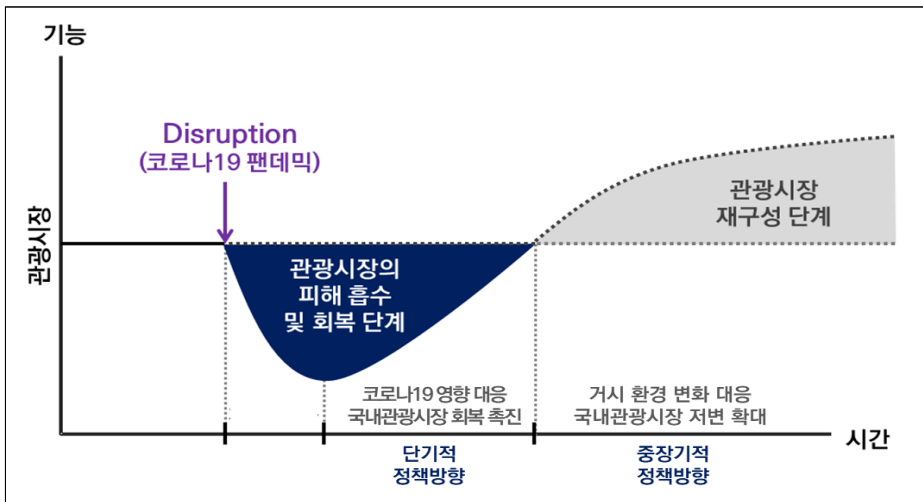 기능
Disruption
(코로나19 팬데믹)
관광시장
관광시장의
피해 흡수
및 회복 단계
관광시장
재구성 단계
코로나19 영향 대응
국내관광시장 회복 촉진
거시 환경 변화 대응
국내관광시장 저변 확대
시간
단기적
정책방향
중장기적
정책방향